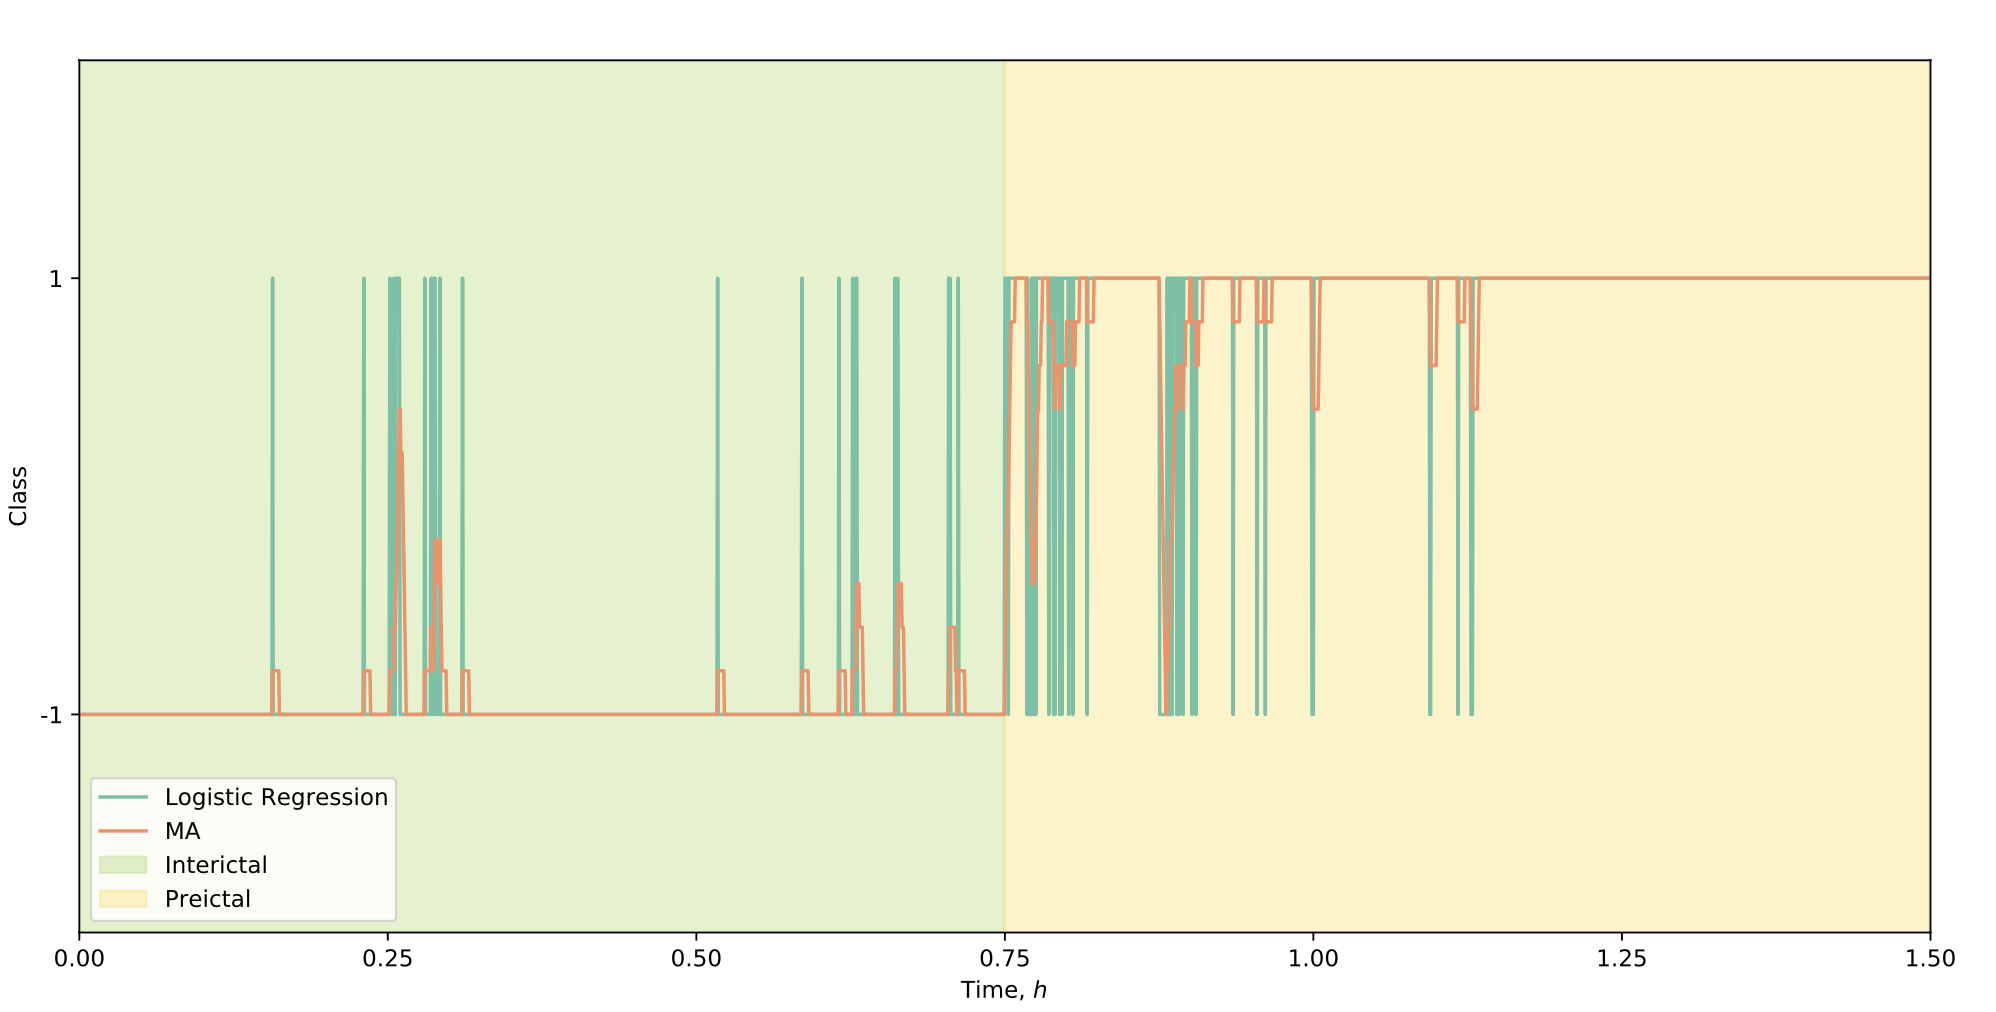 1
-1
Class
Logistic Regression
MA
Interictal
Preictal
0.00 0.25 0.50 0.75 1.00 1.25 1.50
Time, h